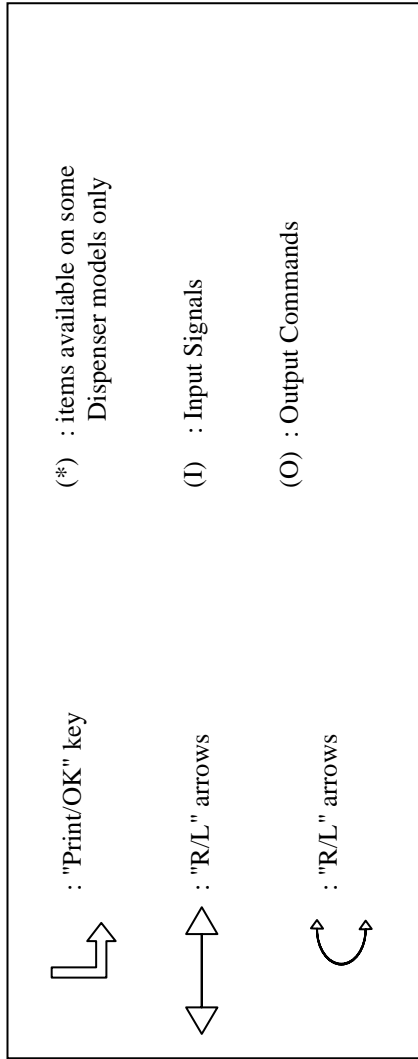 : "Print/OK" key
: "R/L" arrows
: "R/L" arrows
(*) : items available on some
Dispenser models only
(I) : Input Signals
(O) : Output Commands